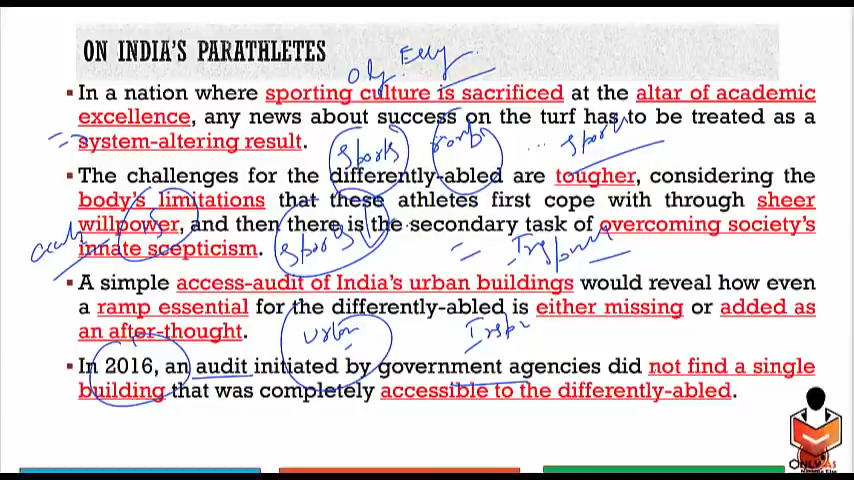 ON INDIA'S PARATHLETES
▪ In a nation where sporting culture is sacrificed at the altar of academic
excellence, any news about success on the turf has to be treated as a
system-altering result.
▪ The challenges for the differently-abled are tougher, considering the
body's limitations that these athletes first cope with through sheer
willpower, and then there is the secondary task of overcoming society's
innate scepticism.
▪ A simple access-audit of India's urban buildings would reveal how even
a ramp essential for the differently-abled is either missing or added as
an after-thought.
▪ In 2016, an audit initiated by government agencies did not find a single
building that was completely accessible to the differently-abled.
Sports
Sports
Sports
Urban